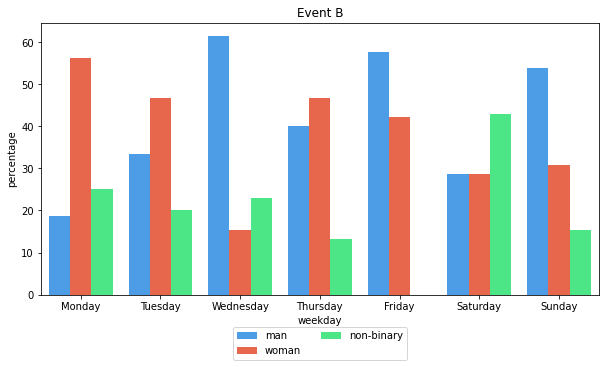 Event B
percentage
60
50
40
30
20
10
0
Monday Tuesday Wednesday Thursday Friday Saturday Sunday
weekday
man non-binary
woman